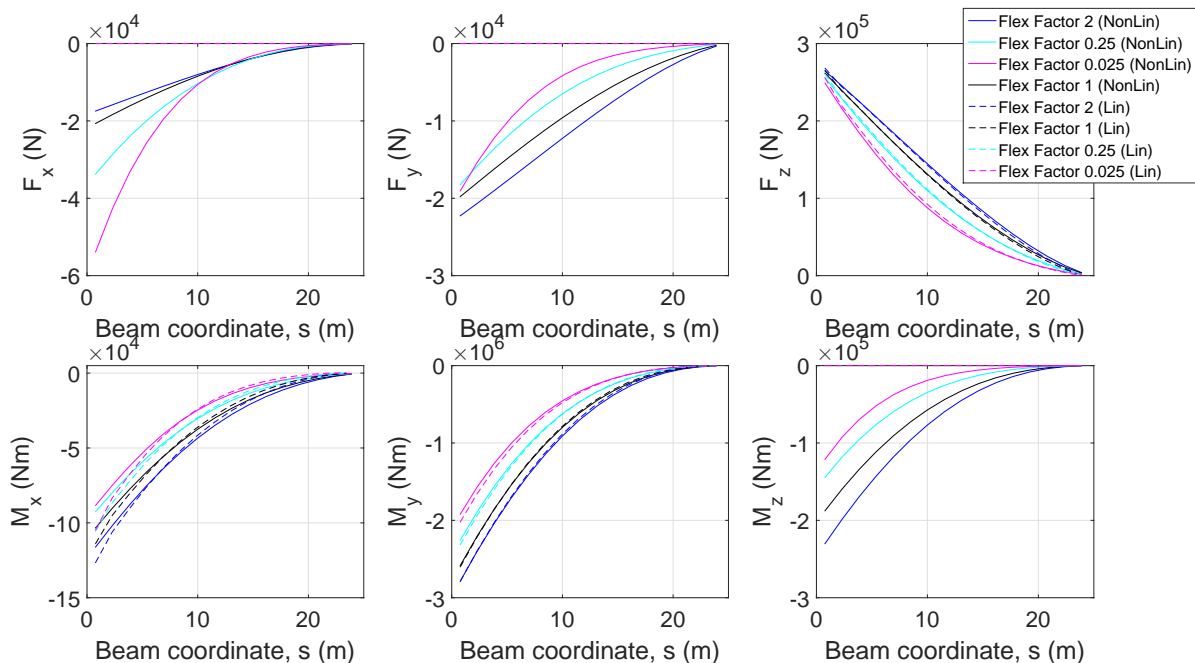 ×10^4
0
-2
-4
-6
F_x (N)
0
10
20
Beam coordinate, s (m)
×10^4
0
-1
-2
-3
F_y (N)
0
10
20
Beam coordinate, s (m)
×10^5
3
2
1
0
F_z (N)
0
10
20
Beam coordinate, s (m)
Flex Factor 2 (NonLin)
Flex Factor 0.25 (NonLin)
Flex Factor 0.025 (NonLin)
Flex Factor 1 (NonLin)
Flex Factor 2 (Lin)
Flex Factor 1 (Lin)
Flex Factor 0.25 (Lin)
Flex Factor 0.025 (Lin)
×10^4
0
-5
-10
-15
M_x (Nm)
0
10
20
Beam coordinate, s (m)
×10^6
0
-1
-2
-3
M_y (Nm)
0
10
20
Beam coordinate, s (m)
×10^5
0
-1
-2
-3
M_z (Nm)
0
10
20
Beam coordinate, s (m)